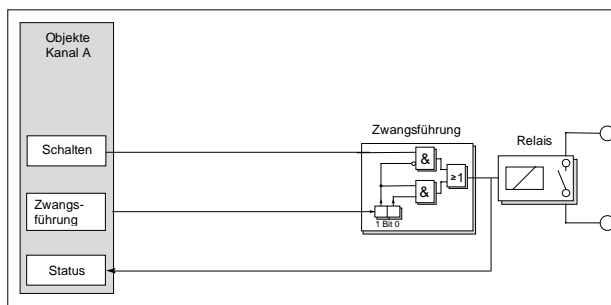 Objekte
Kanal A
Schalten
Zwangs-
führung
Status
Zwangsführung
&
&
≥1
1 Bit 0
Relais